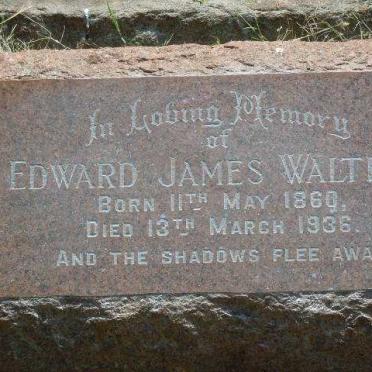 In Loving Memory
of
EDWARD JAMES WALT
BORN 11TH MAY 1860,
DIED 13TH MARCH 1936.
AND THE SHADOWS FLEE AWA